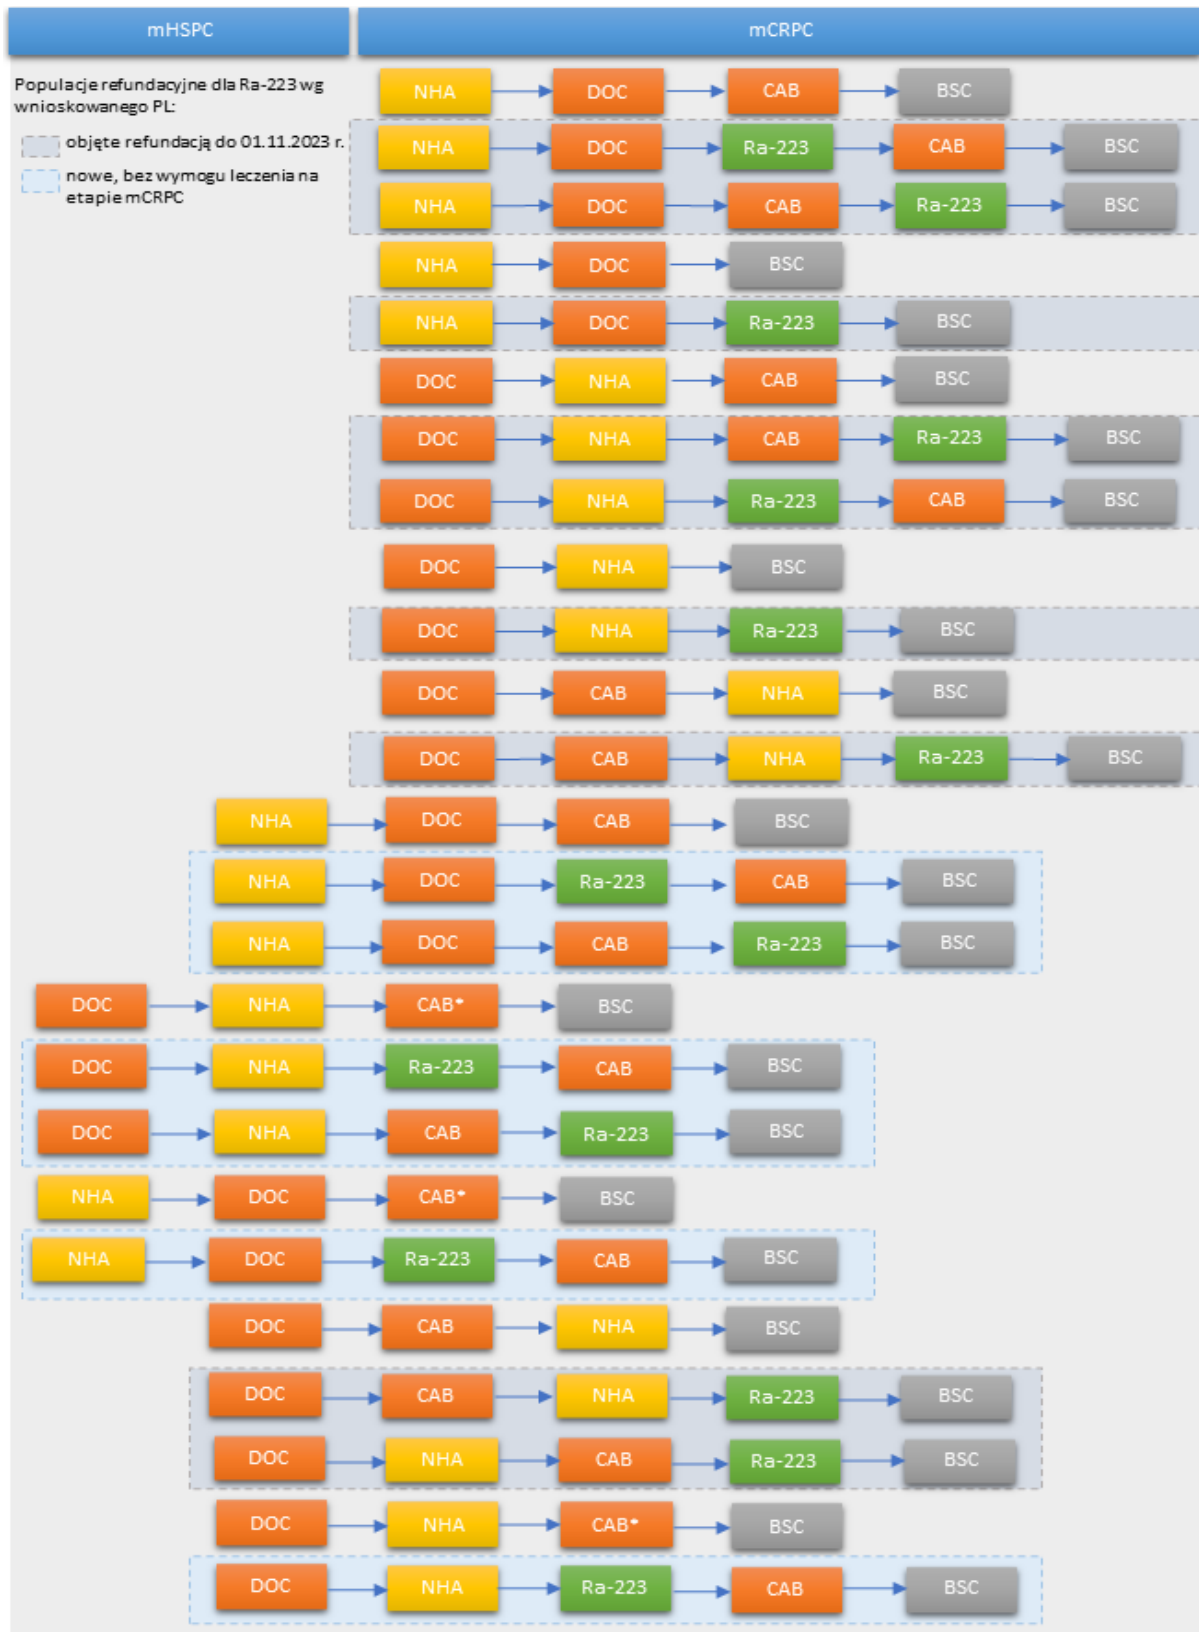 mHSPC mCRPC
Populacje refundacyjne dla Ra-223 wg
wnioskowanego PL:
objęte refundacją do 01.11.2023 r.
nowe, bez wymogu leczenia na
etapie mCRPC
NHA DOC CAB BSC
NHA DOC Ra-223 CAB BSC
NHA DOC CAB Ra-223 BSC
NHA DOC BSC
NHA DOC Ra-223 BSC
DOC NHA CAB BSC
DOC NHA CAB Ra-223 BSC
DOC NHA Ra-223 CAB BSC
DOC NHA BSC
DOC NHA Ra-223 BSC
DOC CAB NHA BSC
DOC CAB NHA Ra-223 BSC
NHA DOC CAB BSC
NHA DOC Ra-223 CAB BSC
NHA DOC CAB Ra-223 BSC
DOC NHA CAB* BSC
DOC NHA Ra-223 CAB BSC
DOC NHA CAB Ra-223 BSC
NHA DOC CAB* BSC
NHA DOC Ra-223 CAB BSC
DOC CAB NHA BSC
DOC CAB NHA Ra-223 BSC
DOC NHA CAB Ra-223 BSC
DOC NHA CAB* BSC
DOC NHA Ra-223 CAB BSC